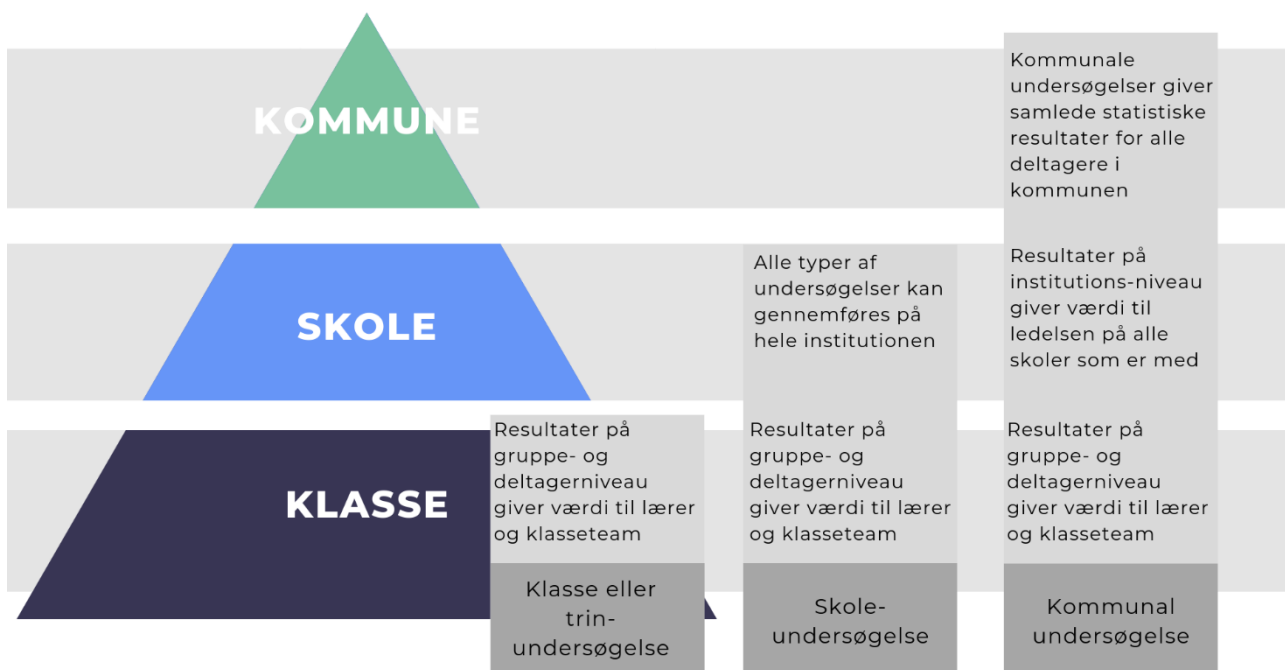 KOMMUNE
Kommunale
undersøgelser giver
samlede statistiske
resultater for alle
deltagere i
kommunen
SKOLE
Alle typer af
undersøgelser kan
gennemføres på
hele institutionen
Resultater på
institutions-niveau
giver værdi til
ledelsen på alle
skoler som er med
KLASSE
Resultater på
gruppe- og
deltagerniveau
giver værdi til lærer
og klasseteam
Resultater på
gruppe- og
deltagerniveau
giver værdi til lærer
og klasseteam
Resultater på
gruppe- og
deltagerniveau
giver værdi til lærer
og klasseteam
Klasse eller
trin-
undersøgelse
Skole-
undersøgelse
Kommunal
undersøgelse